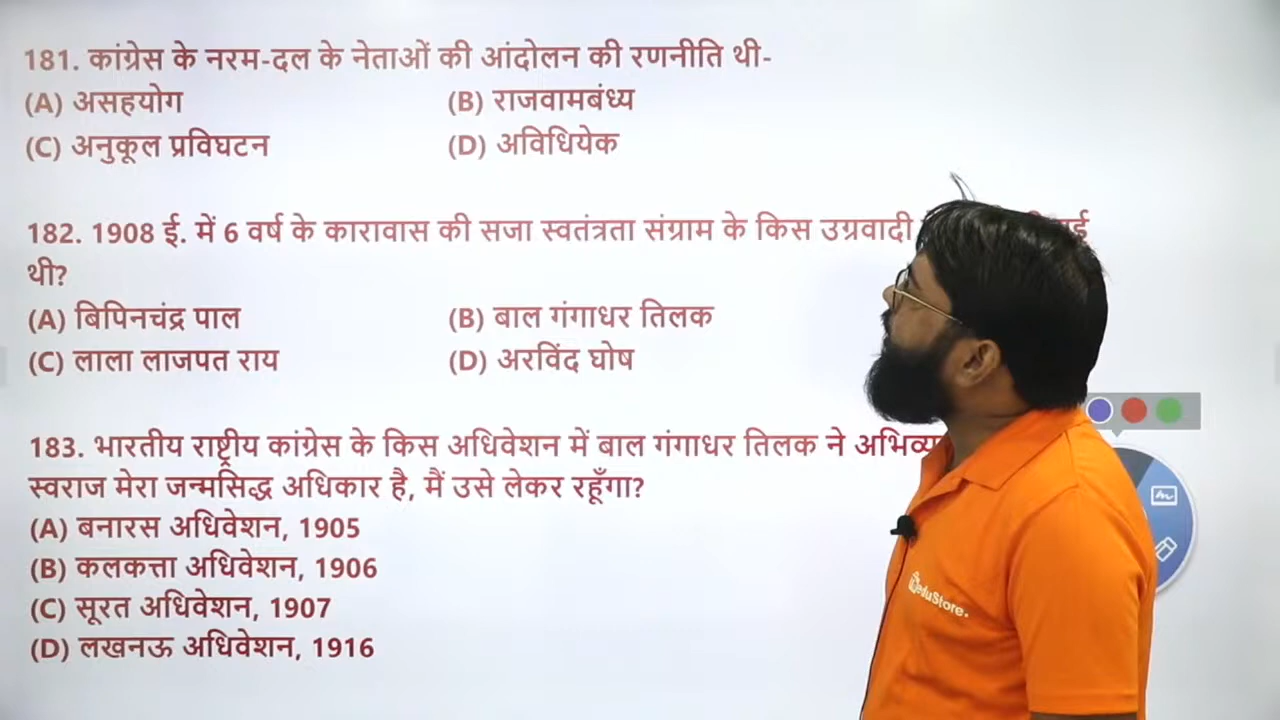 181. कांग्रेस के नरम-दल के नेताओं की आंदोलन की रणनीति थी-
(A) असहयोग (B) राजवामबंध्य
(C) अनुकूल प्रविघटन (D) अविधियेक
182. 1908 ई. में 6 वर्ष के कारावास की सजा स्वतंत्रता संग्राम के किस उग्रवादी
थी?
(A) बिपिनचंद्र पाल (B) बाल गंगाधर तिलक
(C) लाला लाजपत राय (D) अरविंद घोष
183. भारतीय राष्ट्रीय कांग्रेस के किस अधिवेशन में बाल गंगाधर तिलक ने
स्वराज मेरा जन्मसिद्ध अधिकार है, मैं उसे लेकर रहूँगा?
(A) बनारस अधिवेशन, 1905
(B) कलकत्ता अधिवेशन, 1906
(C) सूरत अधिवेशन, 1907
(D) लखनऊ अधिवेशन, 1916
eduStore.